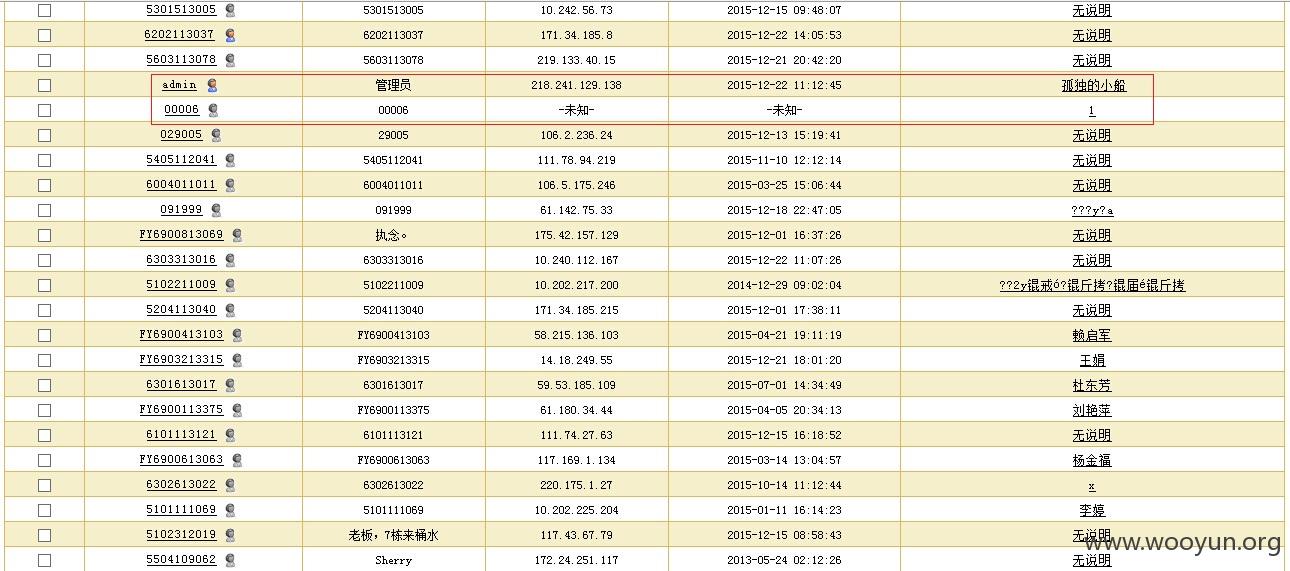 5301513005 5301513005 10.242.56.73 2015-12-15 09:48:07 无说明
6202113037 6202113037 171.34.185.8 2015-12-22 14:05:53 无说明
5603113078 5603113078 219.133.40.15 2015-12-21 20:42:20 无说明
admin 管理员 218.241.129.138 2015-12-22 11:12:45 孤独的小船
00006 00006 -未知- -未知- 1
029005 29005 106.2.236.24 2015-12-13 15:19:41 无说明
5405112041 5405112041 111.78.94.219 2015-11-10 12:12:14 无说明
6004011011 6004011011 106.5.175.246 2015-03-25 15:06:44 无说明
091999 091999 61.142.75.33 2015-12-18 22:47:05 ???y?a
FY6900813069 执念。 175.42.157.129 2015-12-01 16:37:26 无说明
6303313016 6303313016 10.240.112.167 2015-12-22 11:07:26 无说明
5102211009 5102211009 10.202.217.200 2014-12-29 09:02:04 ??2y锟戒ó?锟斤拷?锟届é锟斤拷
5204113040 5204113040 171.34.185.215 2015-12-01 17:38:11 无说明
FY6900413103 FY6900413103 58.215.136.103 2015-04-21 19:11:19 赖启军
FY6903213315 FY6903213315 14.18.249.55 2015-12-21 18:01:20 王娟
6301613017 6301613017 59.53.185.109 2015-07-01 14:34:49 杜东芳
FY6900113375 FY6900113375 61.180.34.44 2015-04-05 20:34:13 刘艳萍
6101113121 6101113121 111.74.27.63 2015-12-15 16:18:52 无说明
FY6900613063 FY6900613063 117.169.1.134 2015-03-14 13:04:57 杨金福
6302613022 6302613022 220.175.1.27 2015-10-14 11:12:44 x
5101111069 5101111069 10.202.225.204 2015-01-11 16:14:23 李婷
5102312019 老板，7栋来桶水 117.43.67.79 2015-12-15 08:58:43 无说明
www.wooyun.org
5504109062 Sherry 172.24.251.117 2013-05-24 02:12:26 无说明